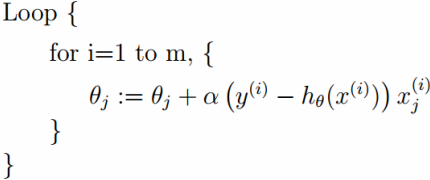 Loop {
for i=1 to m, {
θ_j := θ_j + α (y^{(i)} − h_θ(x^{(i)})) x_j^{(i)}
}
}